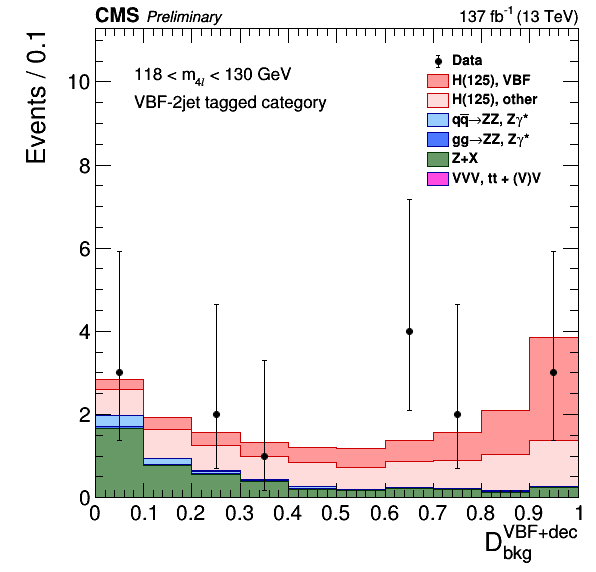 CMS Preliminary 137 fb⁻¹ (13 TeV)
118 < m₄ₗ < 130 GeV
VBF-2jet tagged category
Data
H(125), VBF
H(125), other
qq̅→ZZ, Zγ*
gg→ZZ, Zγ*
Z+X
VVV, tt + (V)V
Events / 0.1
10
8
6
4
2
0
0 0.1 0.2 0.3 0.4 0.5 0.6 0.7 0.8 0.9 1
D_bkg^VBF+dec